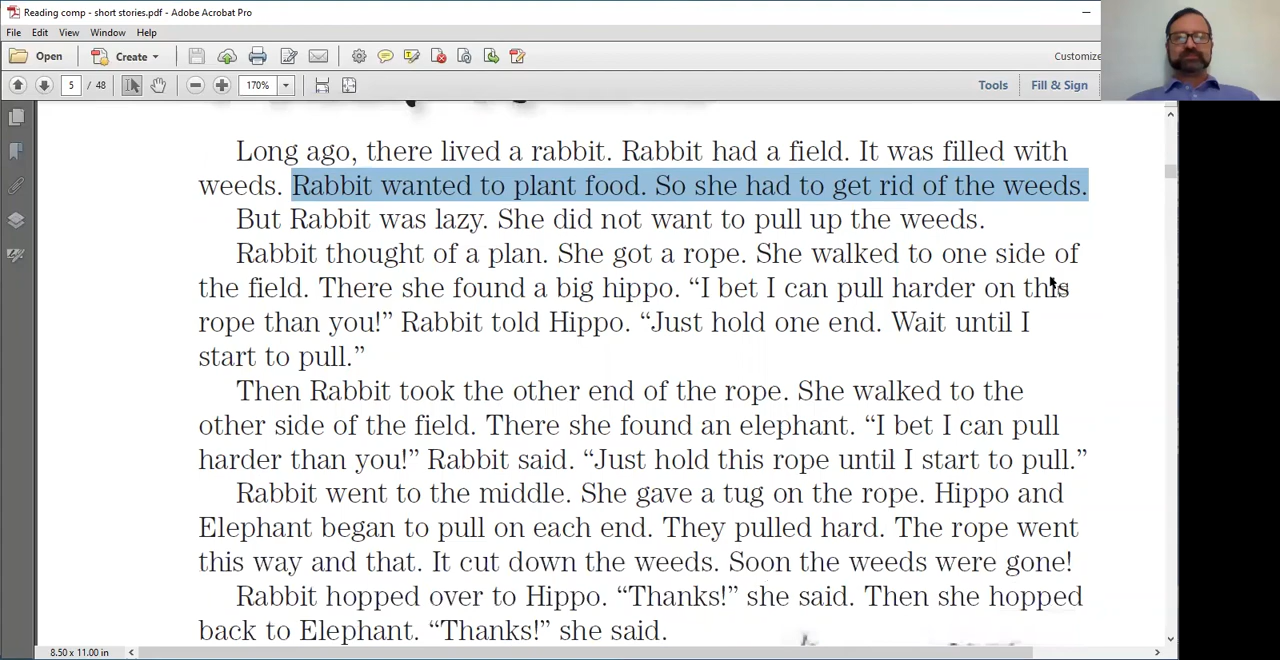 Reading comp - short stories.pdf - Adobe Acrobat Pro
File Edit View Window Help
Open Create Customize
5 / 48 170% Tools Fill & Sign
Long ago, there lived a rabbit. Rabbit had a field. It was filled with
weeds. Rabbit wanted to plant food. So she had to get rid of the weeds.
But Rabbit was lazy. She did not want to pull up the weeds.
Rabbit thought of a plan. She got a rope. She walked to one side of
the field. There she found a big hippo. “I bet I can pull harder on this
rope than you!” Rabbit told Hippo. “Just hold one end. Wait until I
start to pull.”
Then Rabbit took the other end of the rope. She walked to the
other side of the field. There she found an elephant. “I bet I can pull
harder than you!” Rabbit said. “Just hold this rope until I start to pull.”
Rabbit went to the middle. She gave a tug on the rope. Hippo and
Elephant began to pull on each end. They pulled hard. The rope went
this way and that. It cut down the weeds. Soon the weeds were gone!
Rabbit hopped over to Hippo. “Thanks!” she said. Then she hopped
back to Elephant. “Thanks!” she said.
8.50 x 11.00 in